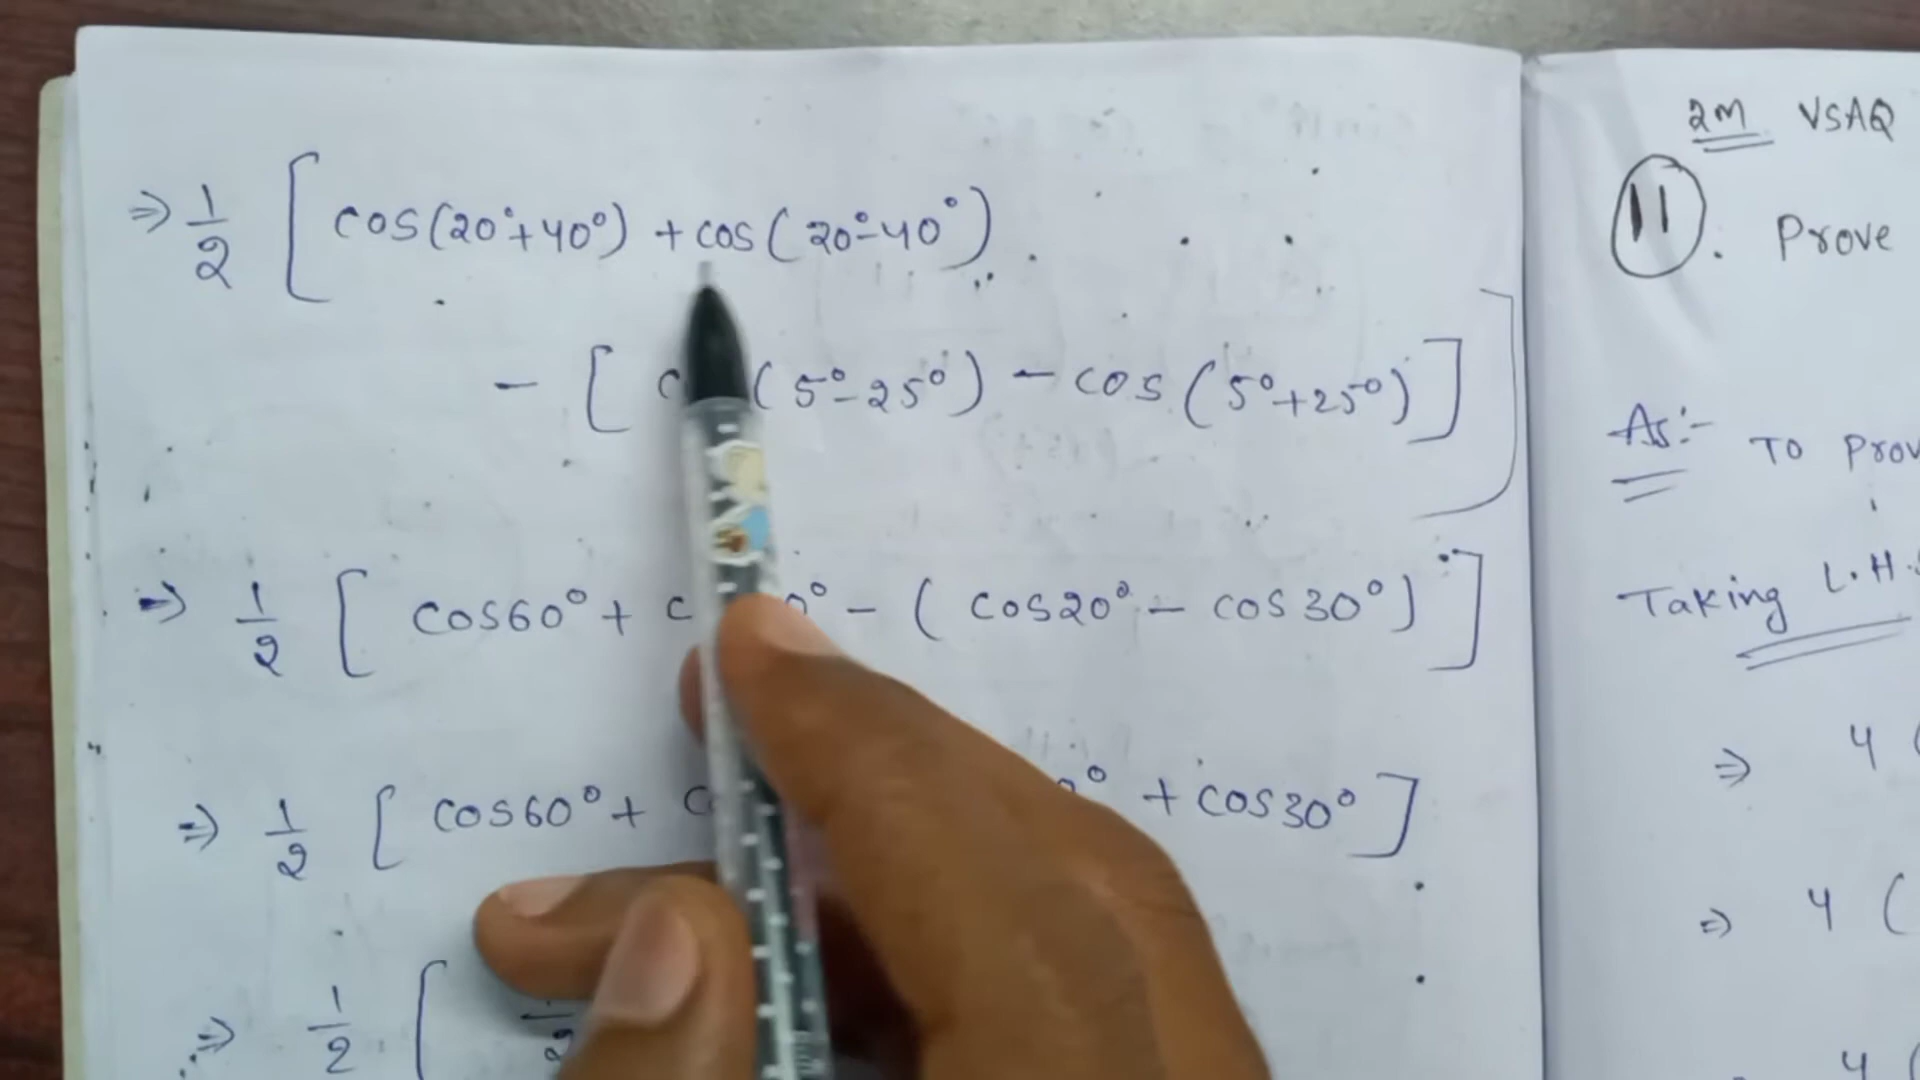 ⇒ 1/2 [ cos(20°+40°) + cos(20°-40°)
- [ (5°-25°) - cos(5°+25°) ] ]
⇒ 1/2 [ cos60° + - ( cos20° - cos30° ) ]
⇒ 1/2 [ cos60° + + cos30° ]
⇒ 1/2 [
2M VSAQ
11. Prove
As:- To
Taking L.H.S
⇒ 4 (
⇒ 4 (
4 (